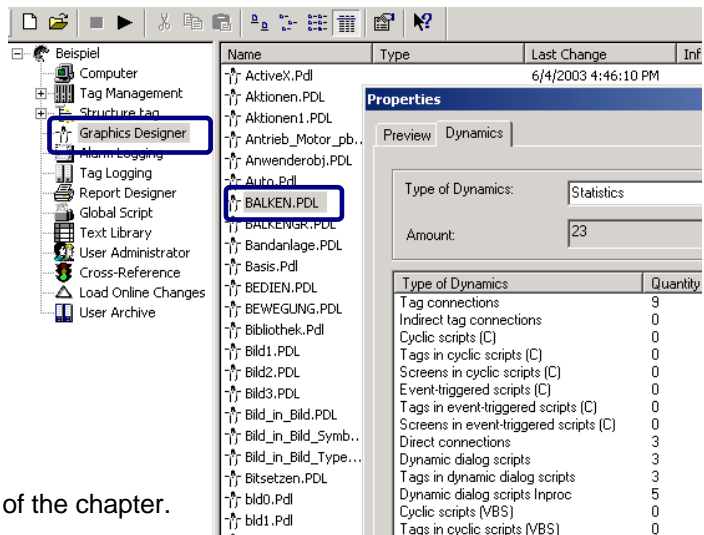 Beispiel
Computer
Tag Management
Structure tag
Graphics Designer
Alarm Logging
Tag Logging
Report Designer
Global Script
Text Library
User Administrator
Cross-Reference
Load Online Changes
User Archive
Name Type Last Change Inf
ActiveX.Pdl 6/4/2003 4:46:10 PM
Aktionen.PDL
Aktionen1.PDL
Antrieb_Motor_pb..
Anwenderobj.PDL
Auto.Pdl
BALKEN.PDL
BALKENGR.PDL
Bandanlage.PDL
Basis.Pdl
BEDIEN.PDL
BEWEGUNG.PDL
Bibliothek.Pdl
Bild1.PDL
Bild2.PDL
Bild3.PDL
Bild_in_Bild.PDL
Bild_in_Bild_Symb..
Bild_in_Bild_Type...
Bitsetzen.PDL
bld0.Pdl
bld1.Pdl
Properties
Preview Dynamics
Type of Dynamics: Statistics
Amount: 23
Type of Dynamics Quantity
Tag connections 9
Indirect tag connections 0
Cyclic scripts (C) 0
Tags in cyclic scripts (C) 0
Screens in cyclic scripts (C) 0
Event-triggered scripts (C) 0
Tags in event-triggered scripts (C) 0
Screens in event-triggered scripts (C) 0
Direct connections 3
Dynamic dialog scripts 3
Tags in dynamic dialog scripts 3
Dynamic dialog scripts Inproc 5
Cyclic scripts (VBS) 0
Tags in cyclic scripts (VBS) 0
of the chapter.